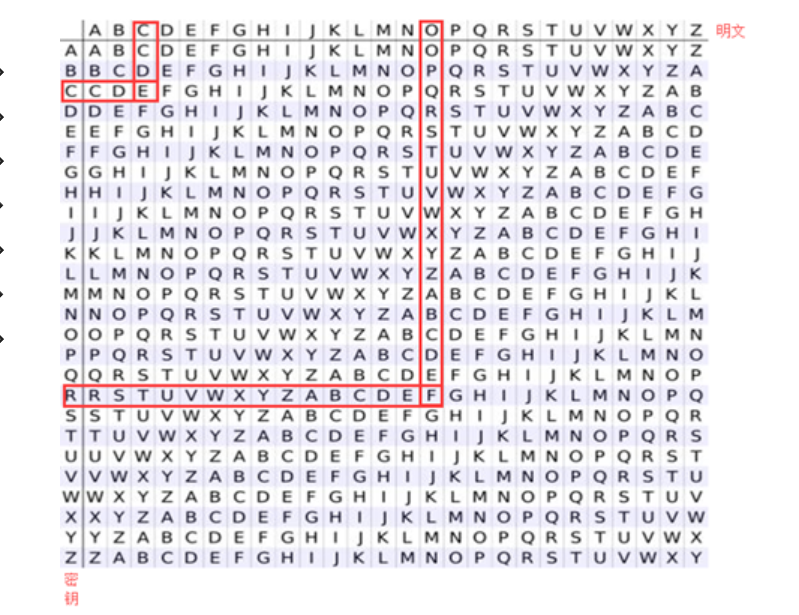 A B C D E F G H I J K L M N O P Q R S T U V W X Y Z 明文
A A B C D E F G H I J K L M N O P Q R S T U V W X Y Z
B B C D E F G H I J K L M N O P Q R S T U V W X Y Z A
C C D E F G H I J K L M N O P Q R S T U V W X Y Z A B
D D E F G H I J K L M N O P Q R S T U V W X Y Z A B C
E E F G H I J K L M N O P Q R S T U V W X Y Z A B C D
F F G H I J K L M N O P Q R S T U V W X Y Z A B C D E
G G H I J K L M N O P Q R S T U V W X Y Z A B C D E F
H H I J K L M N O P Q R S T U V W X Y Z A B C D E F G
I I J K L M N O P Q R S T U V W X Y Z A B C D E F G H
J J K L M N O P Q R S T U V W X Y Z A B C D E F G H I
K K L M N O P Q R S T U V W X Y Z A B C D E F G H I J
L L M N O P Q R S T U V W X Y Z A B C D E F G H I J K
M M N O P Q R S T U V W X Y Z A B C D E F G H I J K L
N N O P Q R S T U V W X Y Z A B C D E F G H I J K L M
O O P Q R S T U V W X Y Z A B C D E F G H I J K L M N
P P Q R S T U V W X Y Z A B C D E F G H I J K L M N O
Q Q R S T U V W X Y Z A B C D E F G H I J K L M N O P
R R S T U V W X Y Z A B C D E F G H I J K L M N O P Q
S S T U V W X Y Z A B C D E F G H I J K L M N O P Q R
T T U V W X Y Z A B C D E F G H I J K L M N O P Q R S
U U V W X Y Z A B C D E F G H I J K L M N O P Q R S T
V V W X Y Z A B C D E F G H I J K L M N O P Q R S T U
W W X Y Z A B C D E F G H I J K L M N O P Q R S T U V
X X Y Z A B C D E F G H I J K L M N O P Q R S T U V W
Y Y Z A B C D E F G H I J K L M N O P Q R S T U V W X
Z Z A B C D E F G H I J K L M N O P Q R S T U V W X Y
密
钥